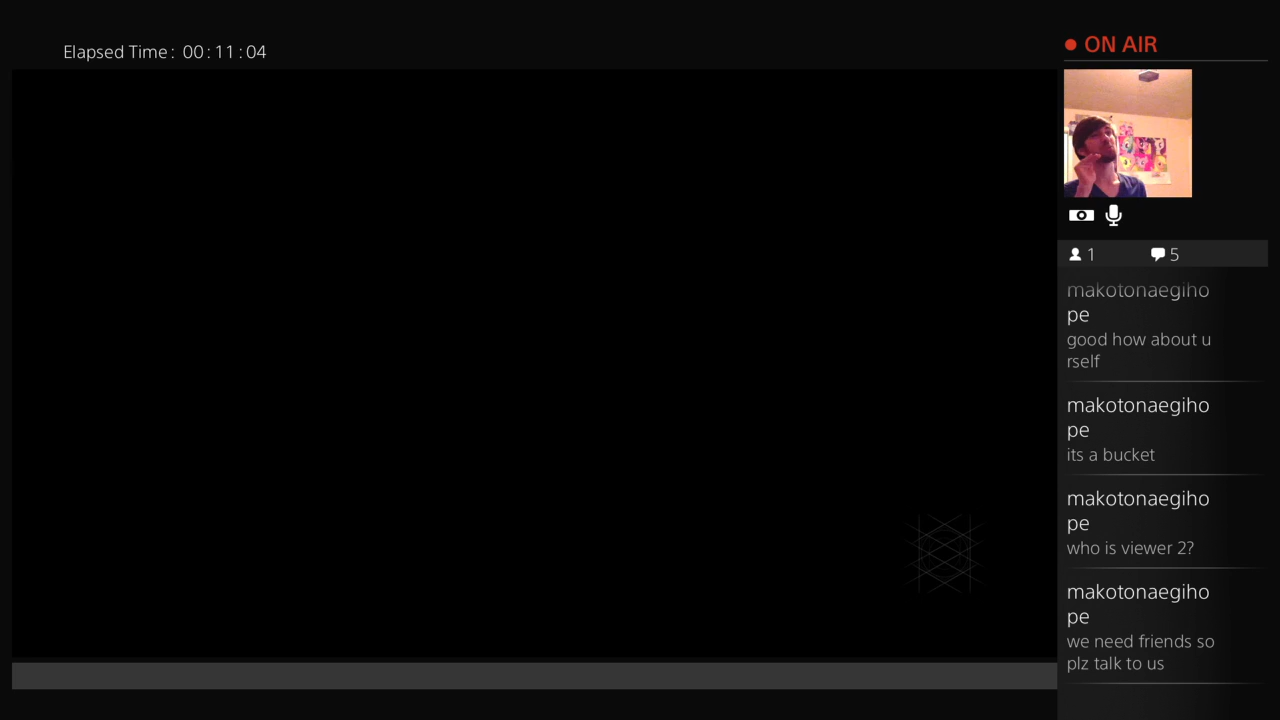 Elapsed Time: 00:11:04
ON AIR
1 5
makotonaegiho
pe
good how about u
rself
makotonaegiho
pe
its a bucket
makotonaegiho
pe
who is viewer 2?
makotonaegiho
pe
we need friends so
plz talk to us